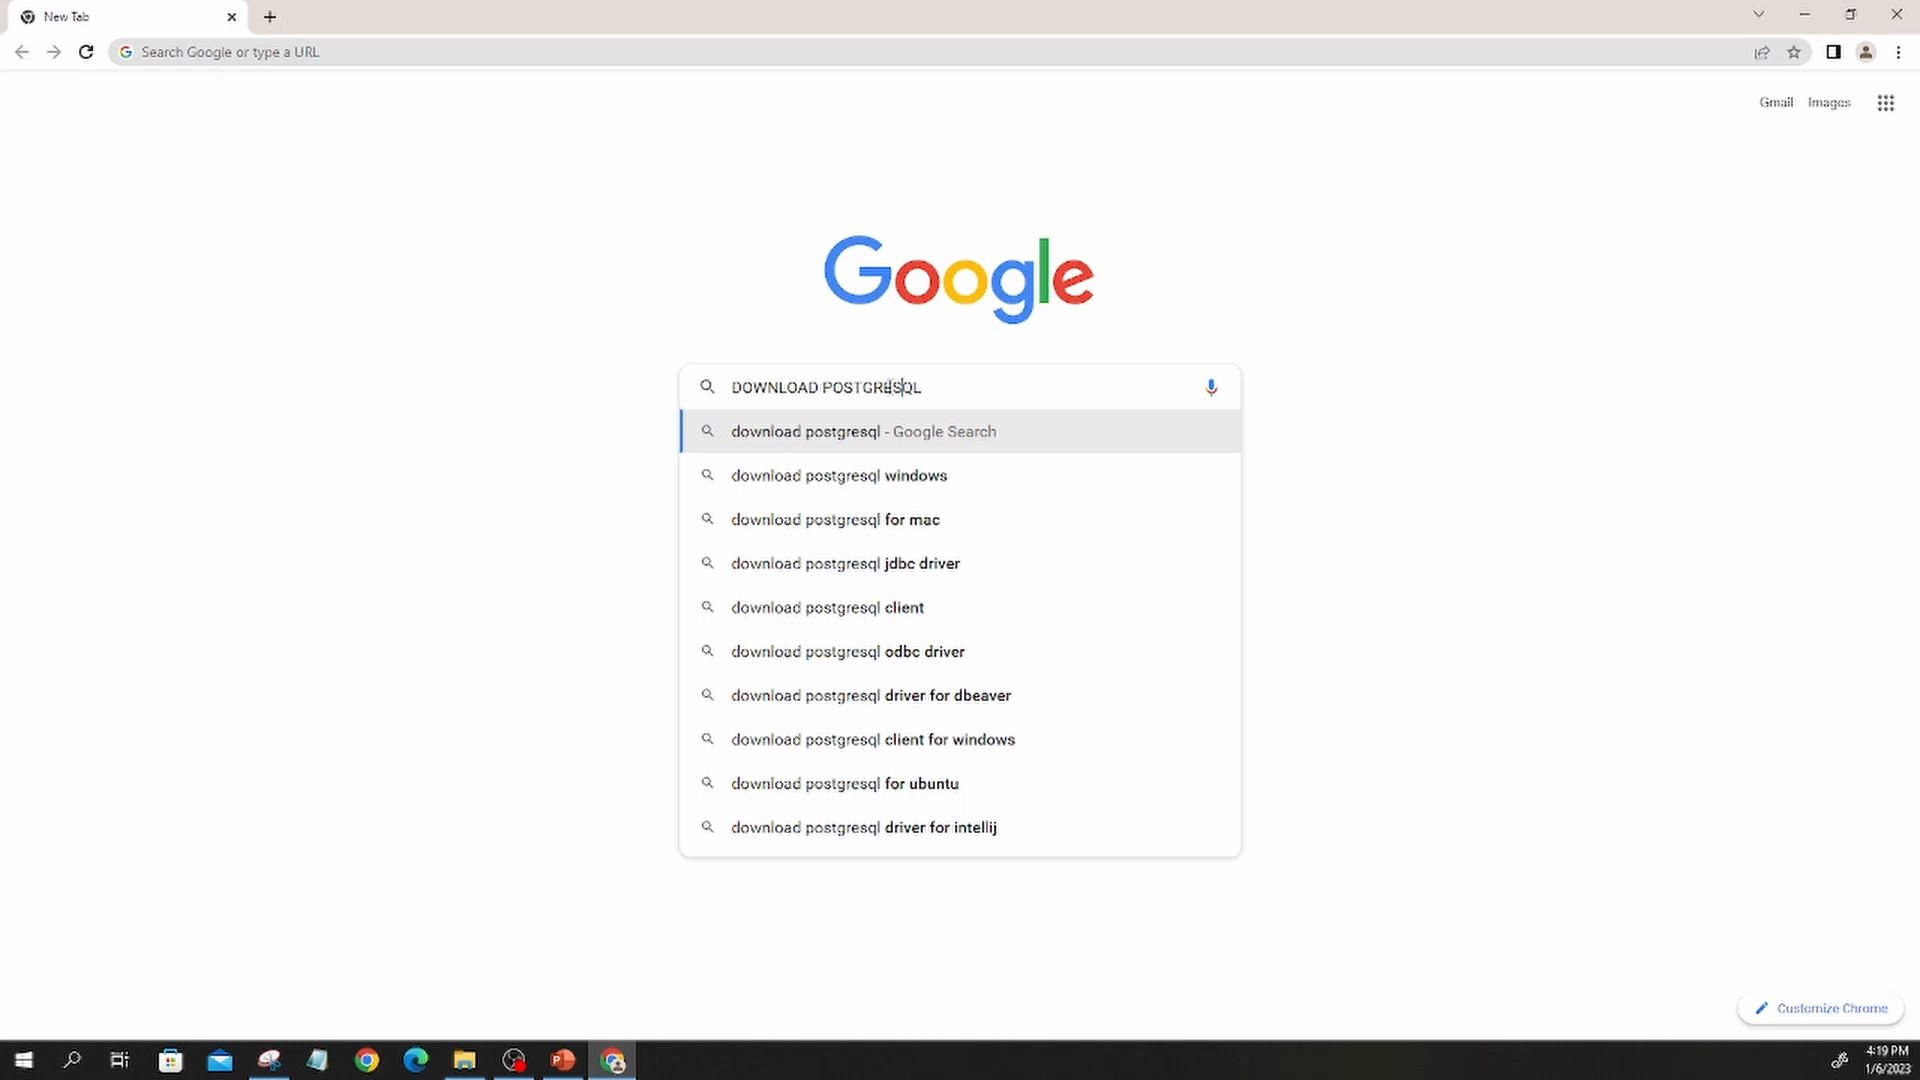 New Tab
Search Google or type a URL
Gmail Images
Google
DOWNLOAD POSTGRESQL
download postgresql - Google Search
download postgresql windows
download postgresql for mac
download postgresql jdbc driver
download postgresql client
download postgresql odbc driver
download postgresql driver for dbeaver
download postgresql client for windows
download postgresql for ubuntu
download postgresql driver for intellij
Customize Chrome
4:19 PM
1/6/2023